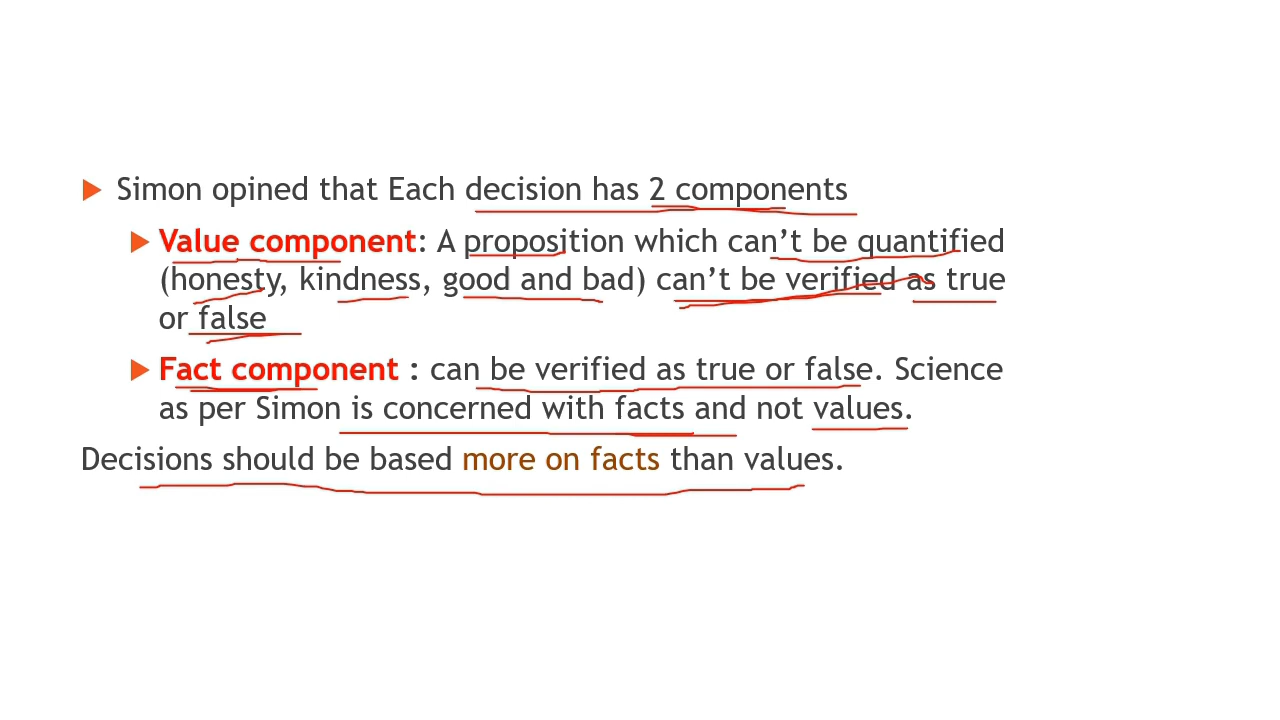 Simon opined that Each decision has 2 components
Value component: A proposition which can't be quantified
(honesty, kindness, good and bad) can't be verified as true
or false
Fact component : can be verified as true or false. Science
as per Simon is concerned with facts and not values.
Decisions should be based more on facts than values.